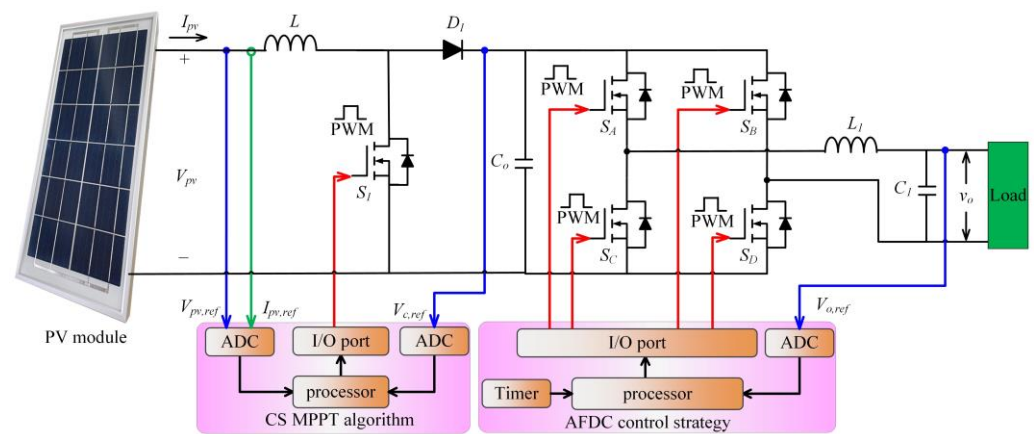 I_pv
L
D_1
+
PWM
PWM
PWM
S_A
S_B
L_1
PWM
S_1
C_o
V_pv
C_1
v_o
Load
PWM
PWM
S_C
S_D
−
V_pv,ref
I_pv,ref
V_c,ref
V_o,ref
PV module
ADC
I/O port
ADC
I/O port
ADC
processor
Timer
processor
CS MPPT algorithm
AFDC control strategy